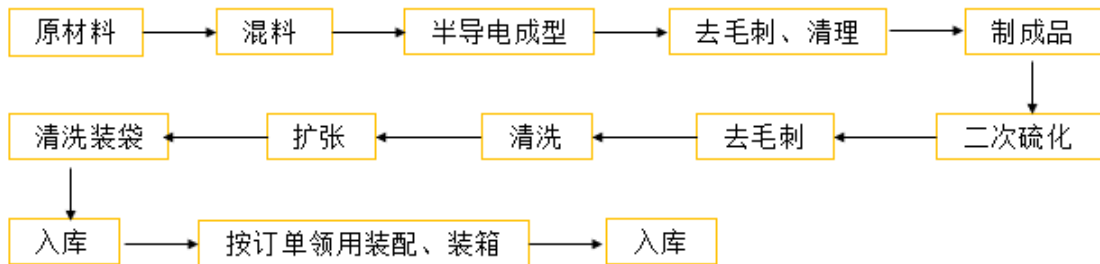 原材料
混料
半导电成型
去毛刺、清理
制成品
二次硫化
去毛刺
清洗
扩张
清洗装袋
入库
按订单领用装配、装箱
入库